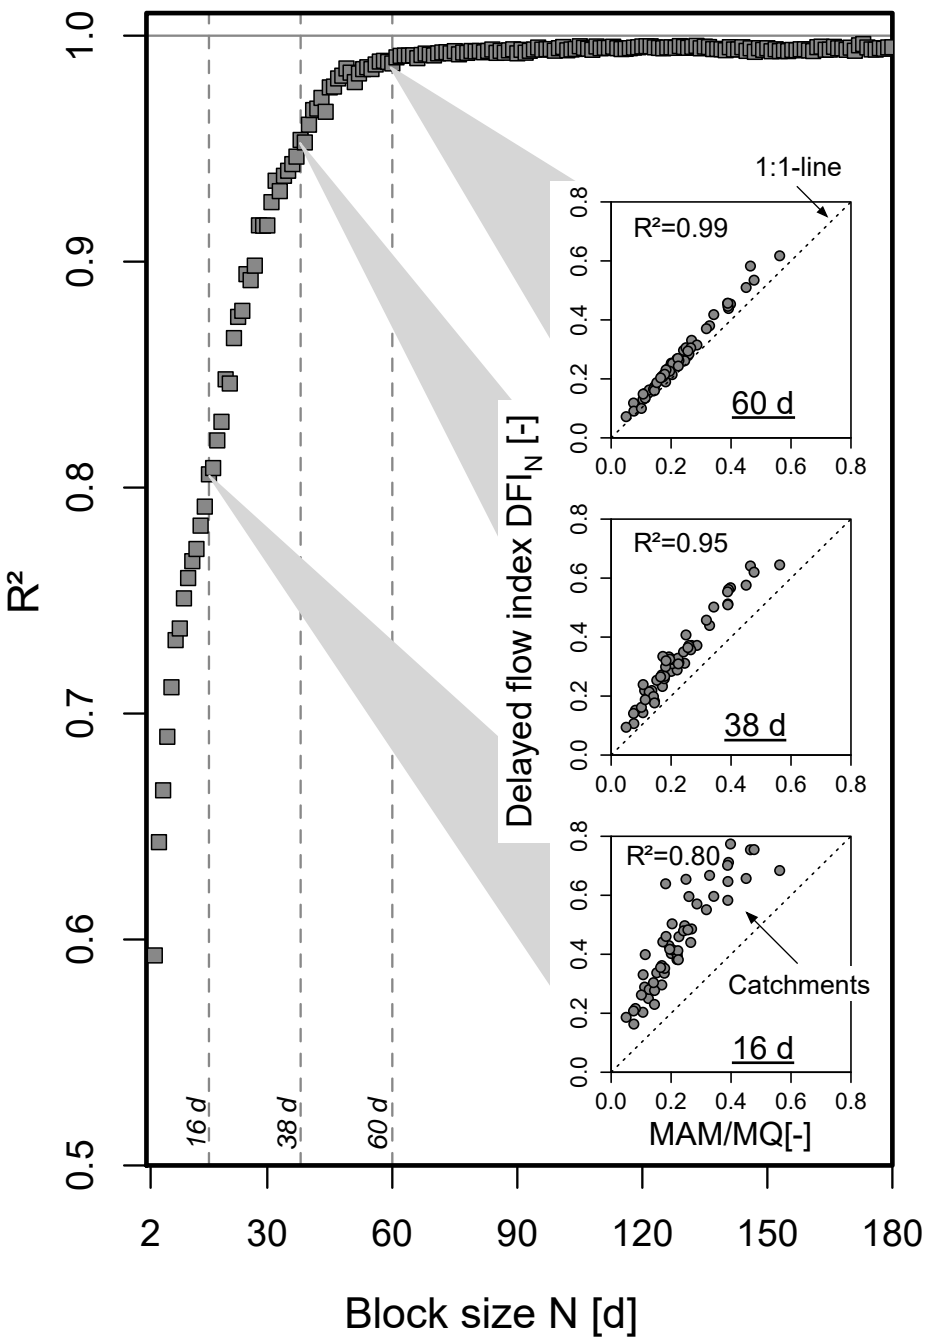 1.0
0.9
0.8
0.7
0.6
0.5
R²
2 30 60 90 120 150 180
Block size N [d]
16 d
38 d
60 d
Delayed flow index DFI_N [-]
1:1-line
R²=0.99
60 d
0.0 0.2 0.4 0.6 0.8
0.0 0.2 0.4 0.6 0.8
R²=0.95
38 d
0.0 0.2 0.4 0.6 0.8
0.0 0.2 0.4 0.6 0.8
R²=0.80
Catchments
16 d
0.0 0.2 0.4 0.6 0.8
0.0 0.2 0.4 0.6 0.8
MAM/MQ[-]